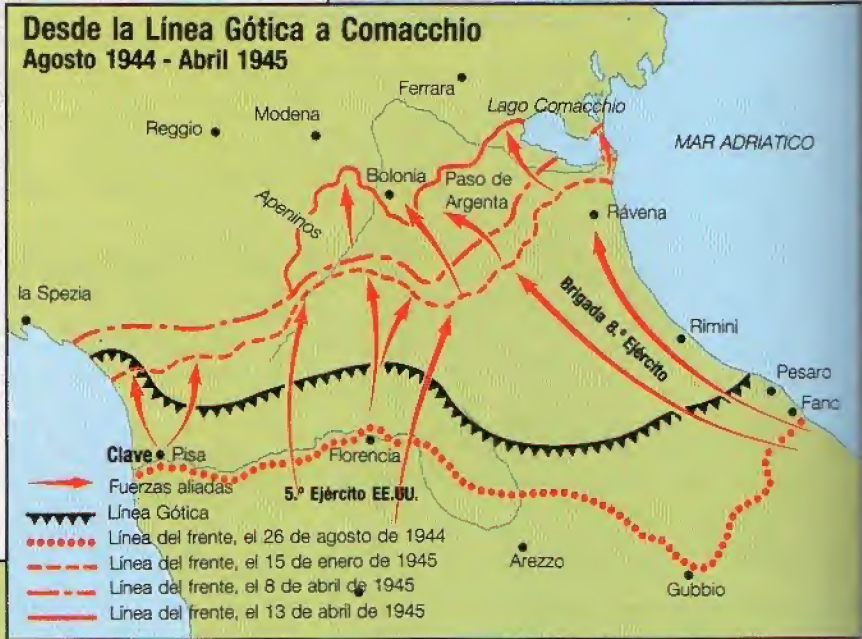 Desde la Línea Gótica a Comacchio
Agosto 1944 - Abril 1945
Ferrara
Lago Comacchio
Modena
Reggio
MAR ADRIATICO
Bolonia
Paso de
Argenta
Apeninos
Rávena
la Spezia
Brigada 8.º Ejército
Rimini
Pesaro
Fano
Clave
Pisa
Florencia
Fuerzas aliadas
5.º Ejército EE.UU.
Línea Gótica
Línea del frente, el 26 de agosto de 1944
Arezzo
Línea del frente, el 15 de enero de 1945
Gubbio
Línea del frente, el 8 de abril de 1945
Línea del frente, el 13 de abril de 1945